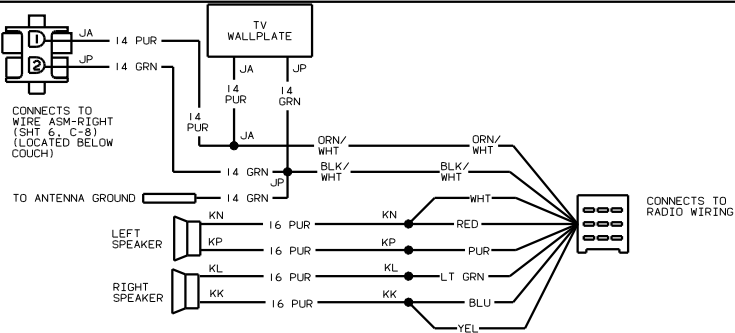 TV
WALLPLATE
1
JA
14 PUR
2
JP
14 GRN
JA
JP
14
PUR
14
GRN
CONNECTS TO
WIRE ASM-RIGHT
(SHT 6, C-8)
(LOCATED BELOW
COUCH)
14
PUR
JA
ORN/
WHT
ORN/
WHT
14 GRN
JP
BLK/
WHT
BLK/
WHT
TO ANTENNA GROUND
14 GRN
WHT
CONNECTS TO
RADIO WIRING
LEFT
SPEAKER
KN
16 PUR
KN
RED
KP
16 PUR
KP
PUR
RIGHT
SPEAKER
KL
16 PUR
KL
LT GRN
KK
16 PUR
KK
BLU
YEL